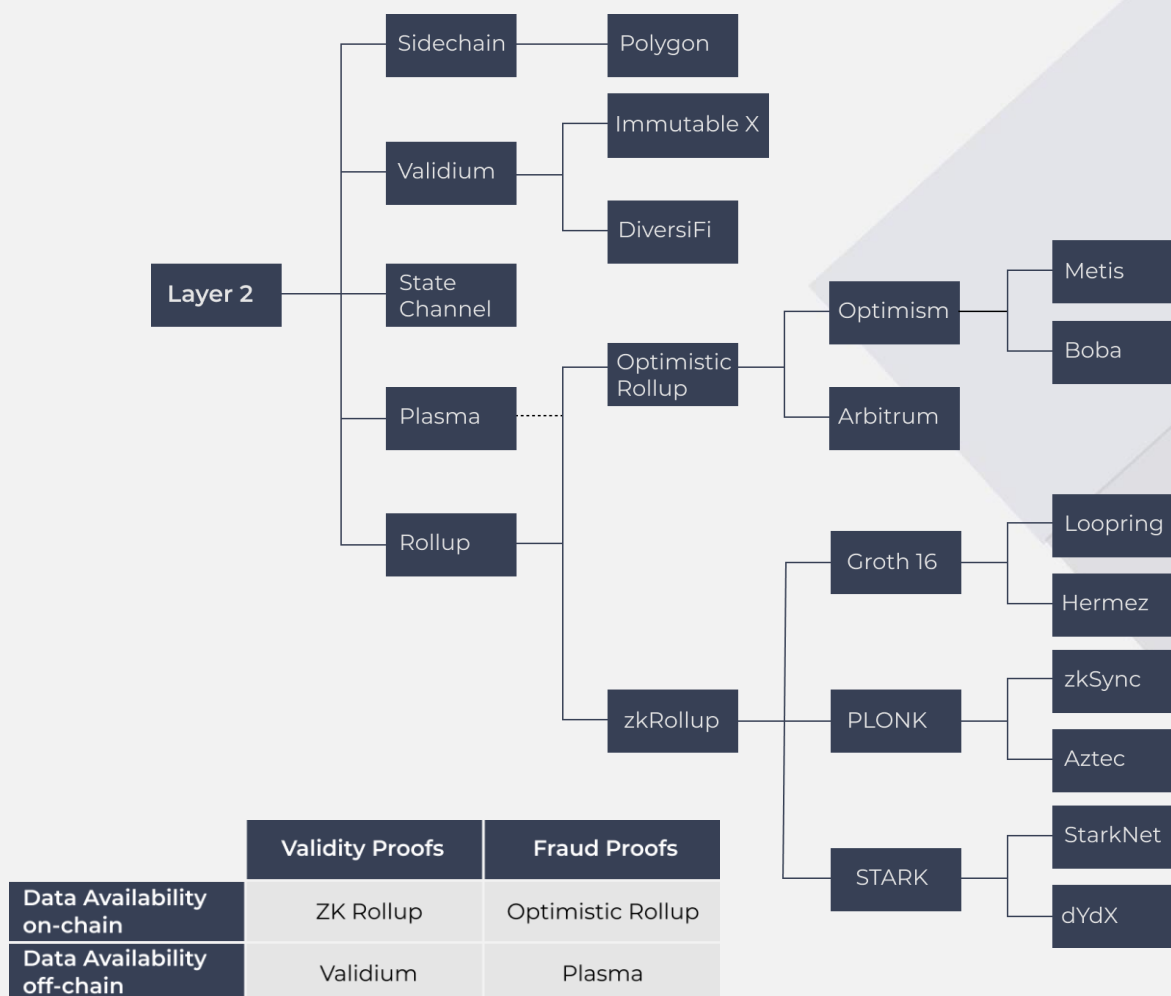 Sidechain
Polygon
Immutable X
Validium
DiversiFi
Layer 2
State
Channel
Metis
Optimism
Boba
Optimistic
Rollup
Plasma
Arbitrum
Rollup
Loopring
Groth 16
Hermez
zkSync
zkRollup
PLONK
Aztec
StarkNet
STARK
dYdX
Validity Proofs
Fraud Proofs
Data Availability
on-chain
ZK Rollup
Optimistic Rollup
Data Availability
off-chain
Validium
Plasma